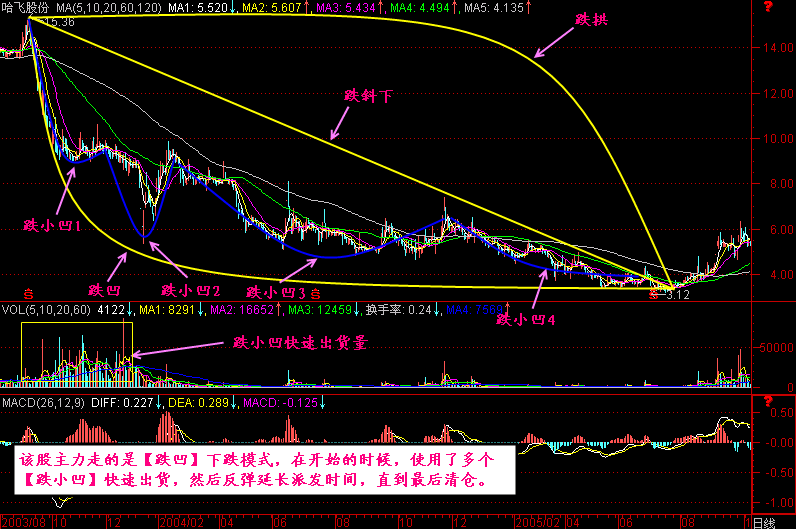 哈飞股份 MA(5,10,20,60,120) MA1: 5.520↓, MA2: 5.607↑, MA3: 5.434↑, MA4: 4.494↑, MA5: 4.135↑
?
15.36
跌拱
14.00
跌斜下
12.00
10.00
跌小凹1
6.00
跌凹
跌小凹2
跌小凹3
4.00
3.12
跌小凹4
VOL(5,10,20,60) 4122↓, MA1: 8291↓, MA2: 16652↑, MA3: 12459↓, 换手率: 0.24↓, MA4: 7569↑
跌小凹快速出货量
50000
0
MACD(26,12,9) DIFF: 0.227↓, DEA: 0.289↓, MACD: -0.125↓
?
0.50
-0.00
该股主力走的是【跌凹】下跌模式，在开始的时候，使用了多个
【跌小凹】快速出货，然后反弹延长派发时间，直到最后清仓。
-0.50
-1.00
2003/08 10 12 2004/02 04 06 08 10 12 2005/02 04 06 08 日线